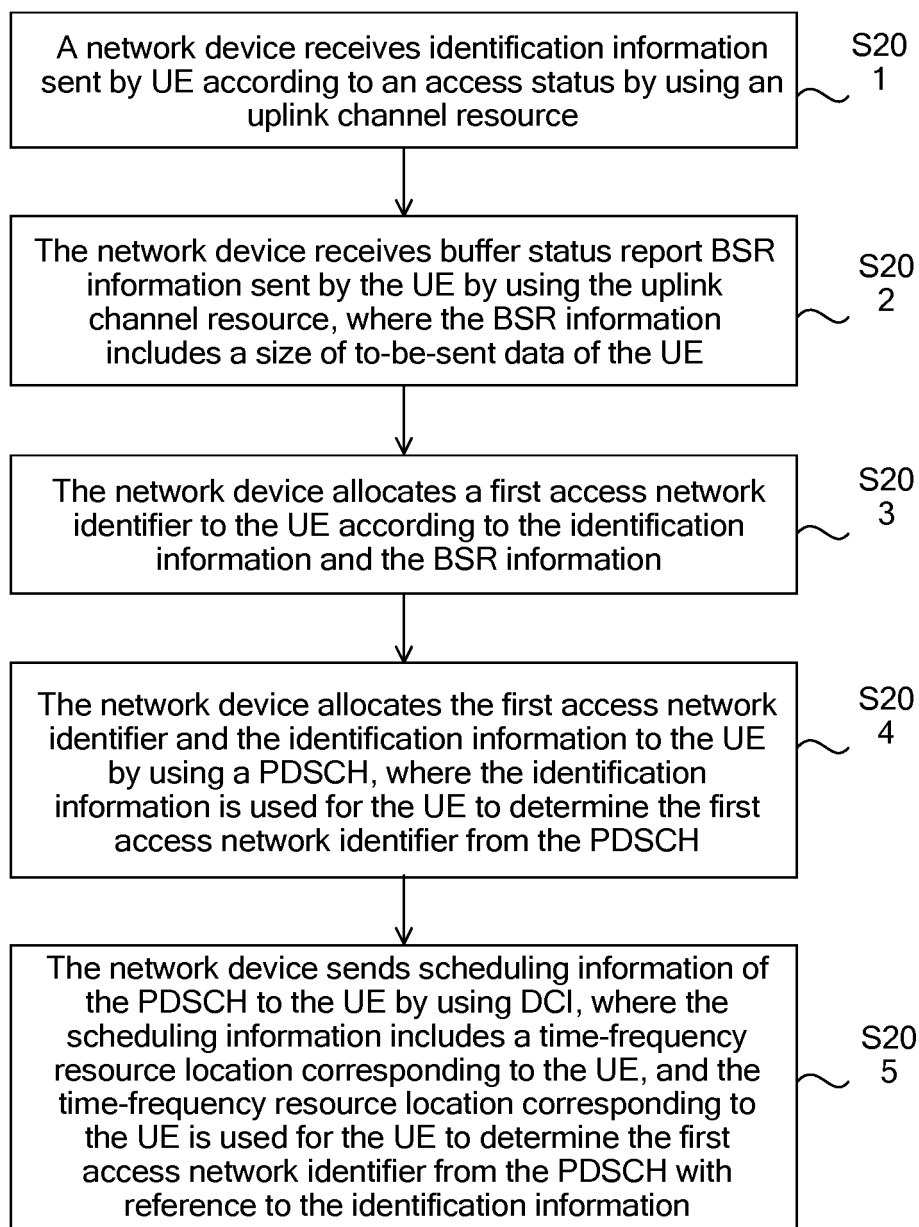 A network device receives identification information
sent by UE according to an access status by using an
uplink channel resource
S20
1
The network device receives buffer status report BSR
information sent by the UE by using the uplink
channel resource, where the BSR information
includes a size of to-be-sent data of the UE
S20
2
The network device allocates a first access network
identifier to the UE according to the identification
information and the BSR information
S20
3
The network device allocates the first access network
identifier and the identification information to the UE
by using a PDSCH, where the identification
information is used for the UE to determine the first
access network identifier from the PDSCH
S20
4
The network device sends scheduling information of
the PDSCH to the UE by using DCI, where the
scheduling information includes a time-frequency
resource location corresponding to the UE, and the
time-frequency resource location corresponding to
the UE is used for the UE to determine the first
access network identifier from the PDSCH with
reference to the identification information
S20
5